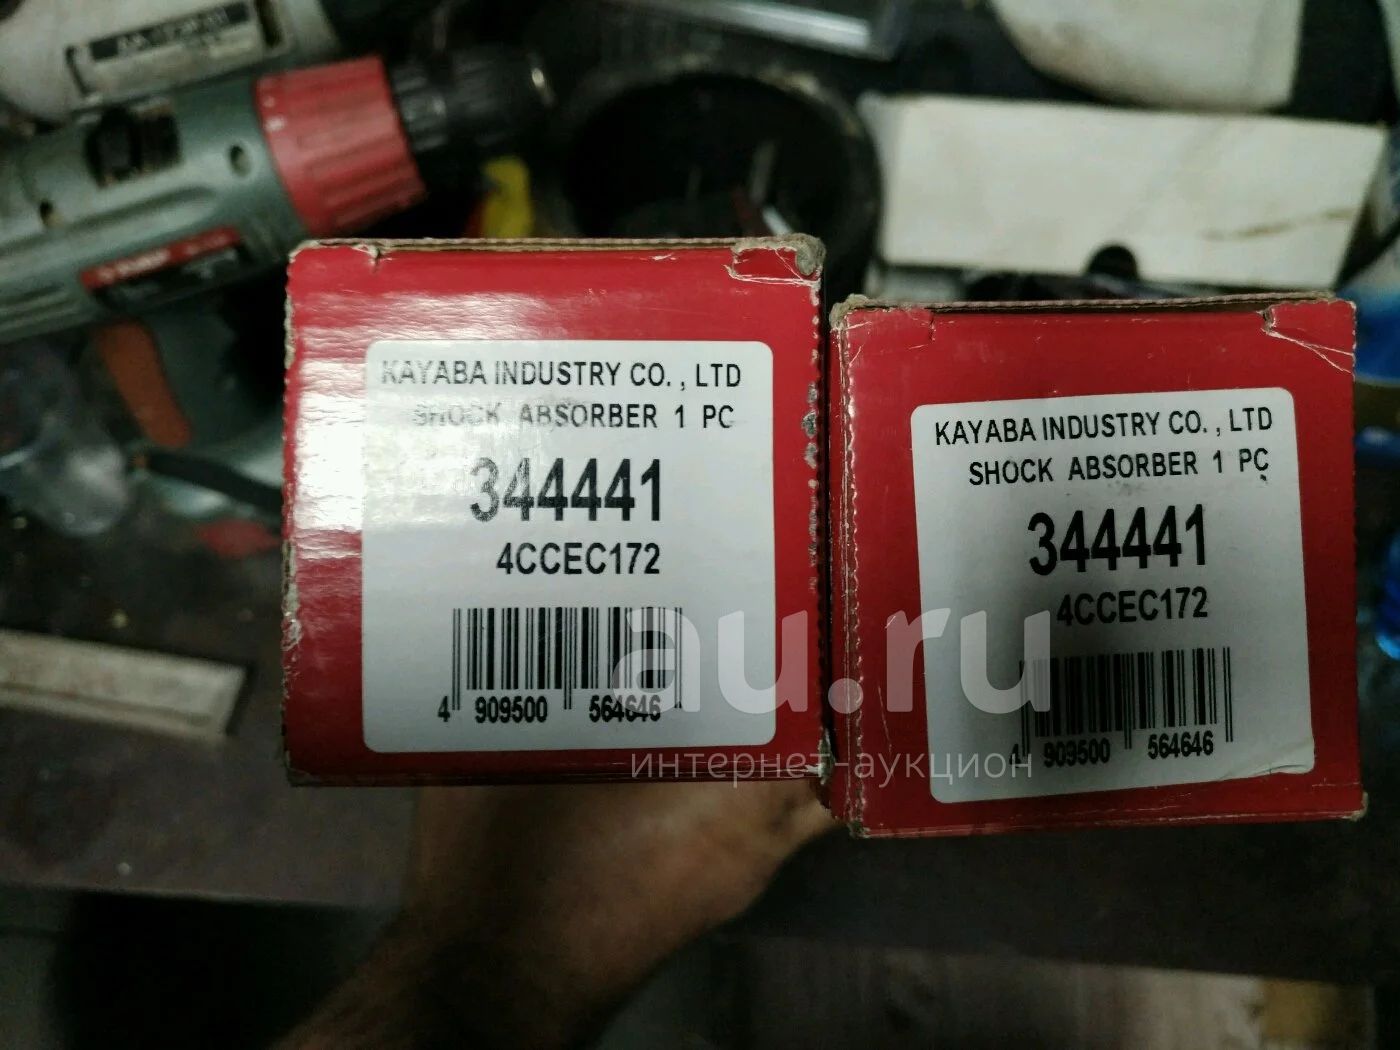 KAYABA INDUSTRY CO. , LTD
SHOCK ABSORBER 1 PC
344441
4CCEC172
4 909500 564646
KAYABA INDUSTRY CO. , LTD
SHOCK ABSORBER 1 PC
344441
4CCEC172
4 909500 564646
au.ru
интернет-аукцион